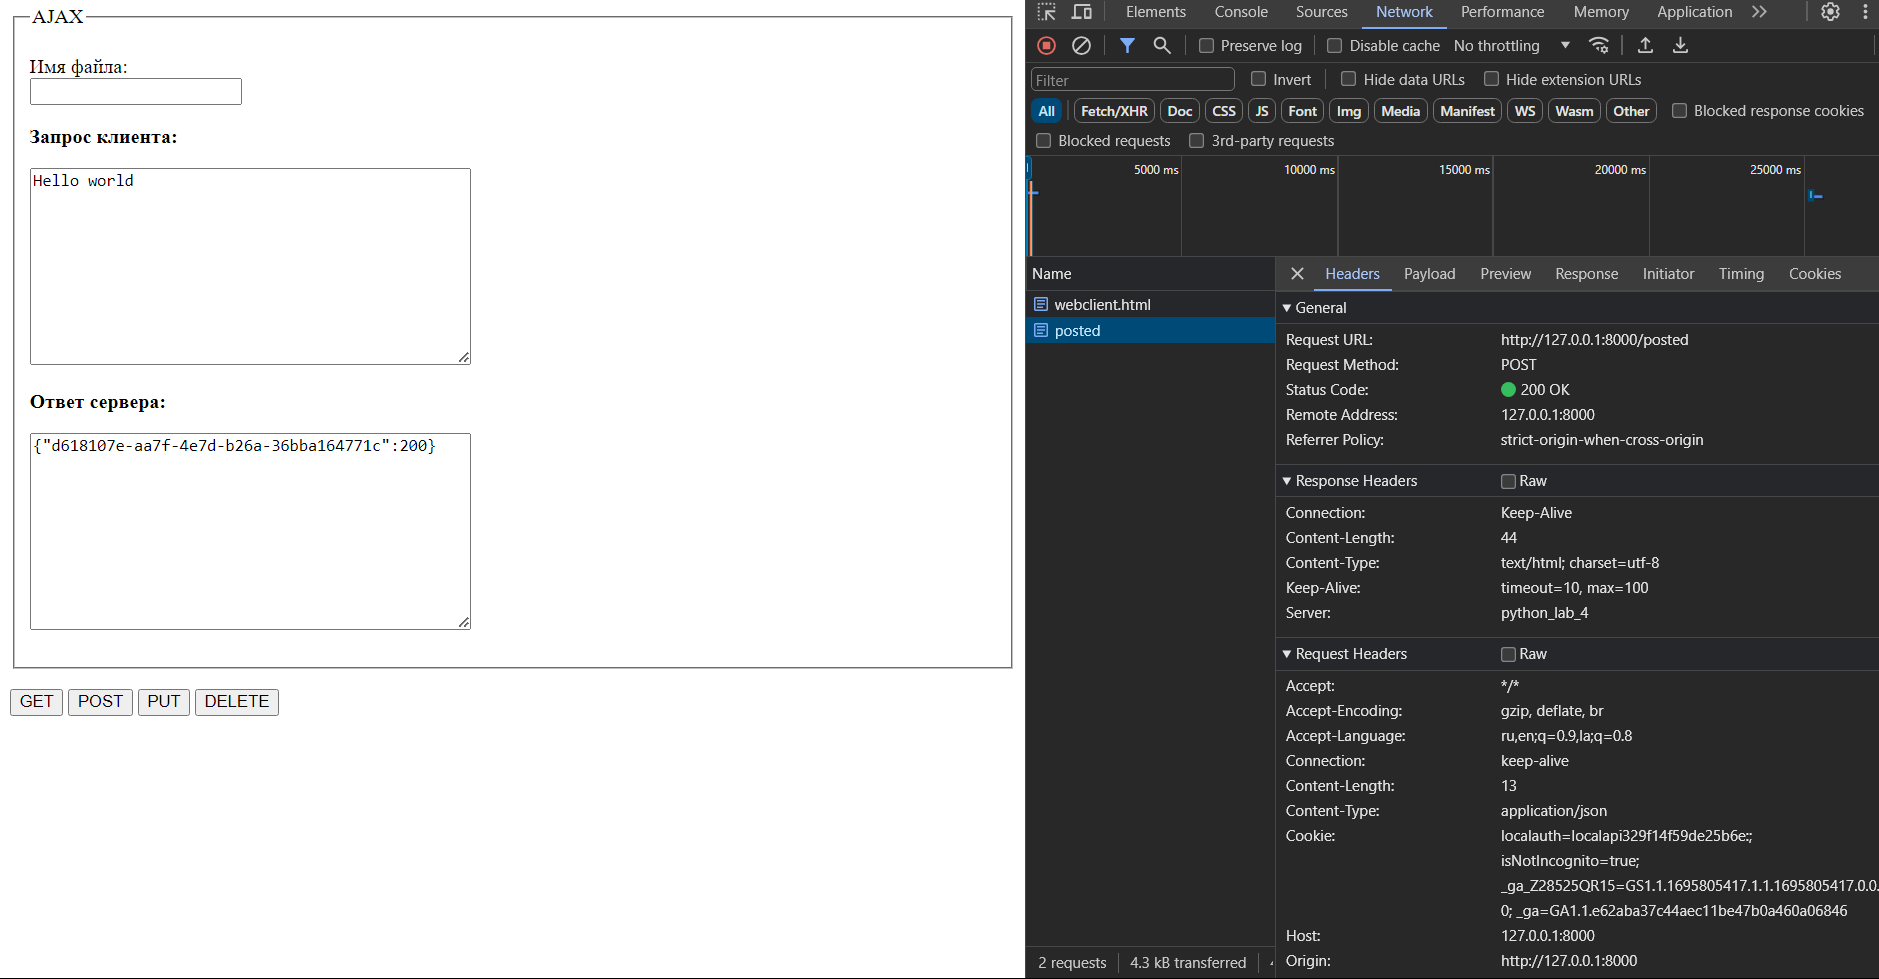 AJAX
Имя файла:
Запрос клиента:
Hello world
Ответ сервера:
{"d618107e-aa7f-4e7d-b26a-36bba164771c":200}
GET POST PUT DELETE
Elements Console Sources Network Performance Memory Application
Preserve log Disable cache No throttling
Filter Invert Hide data URLs Hide extension URLs
All Fetch/XHR Doc CSS JS Font Img Media Manifest WS Wasm Other Blocked response cookies
Blocked requests 3rd-party requests
5000 ms 10000 ms 15000 ms 20000 ms 25000 ms
Name
webclient.html
posted
2 requests 4.3 kB transferred
Headers Payload Preview Response Initiator Timing Cookies
General
Request URL: http://127.0.0.1:8000/posted
Request Method: POST
Status Code: 200 OK
Remote Address: 127.0.0.1:8000
Referrer Policy: strict-origin-when-cross-origin
Response Headers Raw
Connection: Keep-Alive
Content-Length: 44
Content-Type: text/html; charset=utf-8
Keep-Alive: timeout=10, max=100
Server: python_lab_4
Request Headers Raw
Accept: */*
Accept-Encoding: gzip, deflate, br
Accept-Language: ru,en;q=0.9,la;q=0.8
Connection: keep-alive
Content-Length: 13
Content-Type: application/json
Cookie: localauth=localapi329f14f59de25b6e:;
isNotIncognito=true;
_ga_Z28525QR15=GS1.1.1695805417.1.1.1695805417.0.0.
0; _ga=GA1.1.e62aba37c44aec11be47b0a460a06846
Host: 127.0.0.1:8000
Origin: http://127.0.0.1:8000